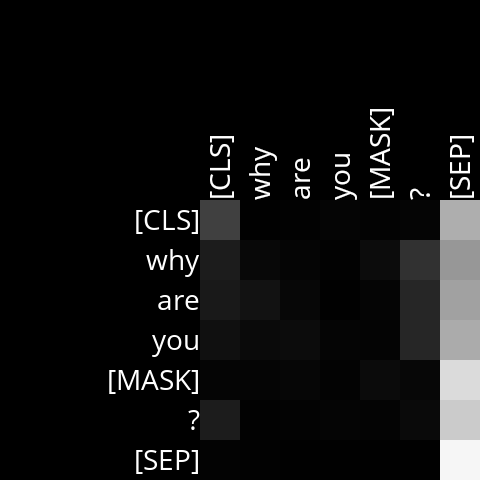 [CLS] why are you [MASK] ? [SEP]
[CLS]
why
are
you
[MASK]
?
[SEP]